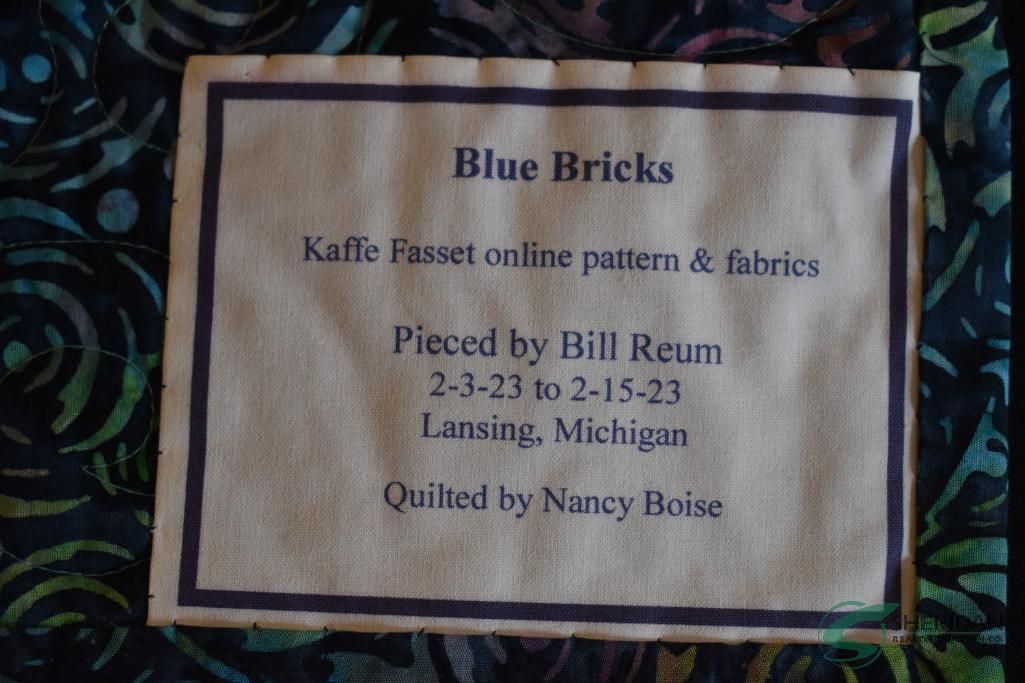 Blue Bricks
Kaffe Fasset online pattern & fabrics
Pieced by Bill Reum
2-3-23 to 2-15-23
Lansing, Michigan
Quilted by Nancy Boise
SHERIDAN